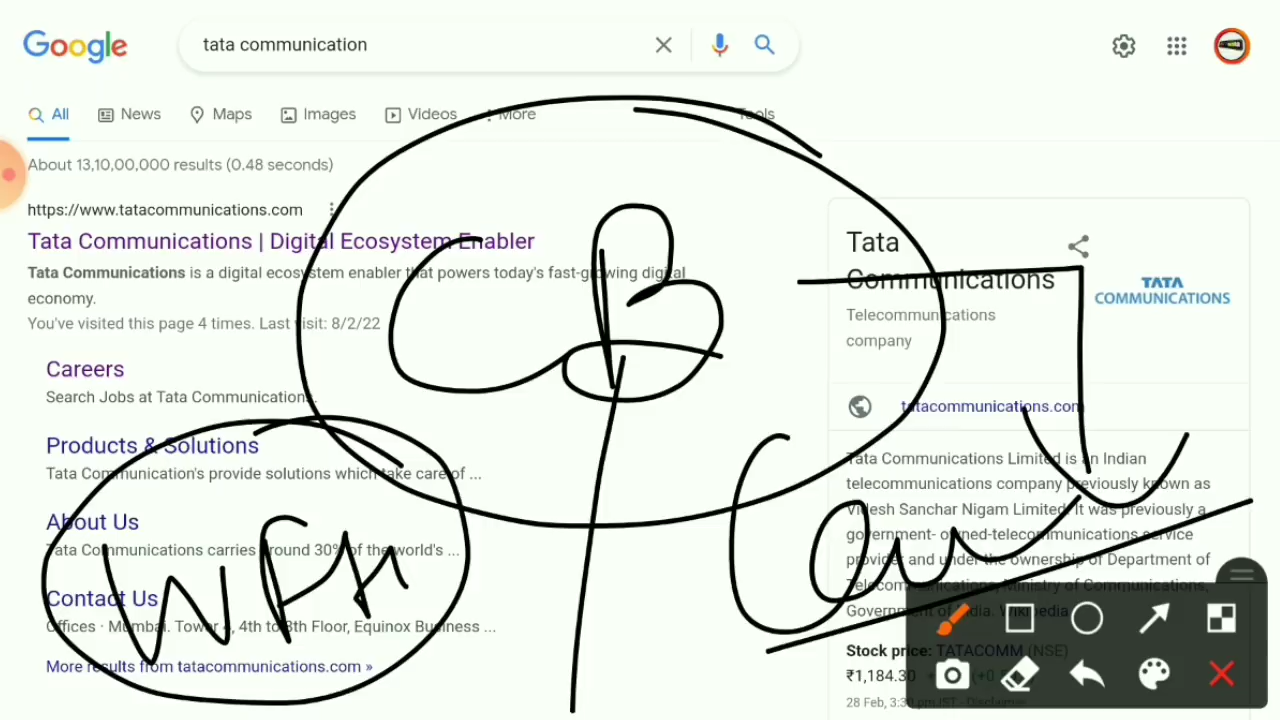 Google
tata communication
All News Maps Images Videos More Tools
About 13,10,00,000 results (0.48 seconds)
https://www.tatacommunications.com
Tata Communications | Digital Ecosystem Enabler
Tata Communications is a digital ecosystem enabler that powers today's fast-growing digital
economy.
You've visited this page 4 times. Last visit: 8/2/22
Careers
Search Jobs at Tata Communications.
Products & Solutions
Tata Communication's provide solutions which take care of ...
About Us
Tata Communications carries around 30% of the world's ...
Contact Us
Offices · Mumbai. Tower 4, 4th to 8th Floor, Equinox Business ...
More results from tatacommunications.com »
Tata
Communications
TATA
COMMUNICATIONS
Telecommunications
company
tatacommunications.com
Tata Communications Limited is an Indian
telecommunications company previously known as
Videsh Sanchar Nigam Limited. It was previously a
government- owned-telecommunications service
provider and under the ownership of Department of
Telecommunications, Ministry of Communications,
Government of India. Wikipedia
Stock price: TATACOMM (NSE)
₹1,184.30
28 Feb, 3:30 pm IST - Disclaimer
CB
WFH